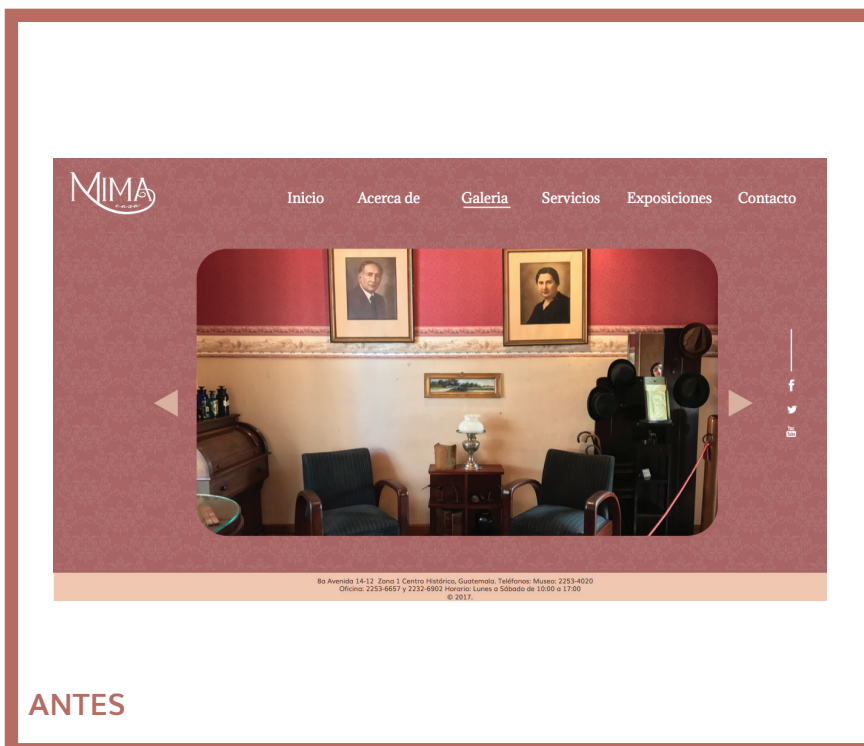 MIMA
casa
Inicio Acerca de Galeria Servicios Exposiciones Contacto
8a Avenida 14-12 Zona 1 Centro Histórico, Guatemala. Teléfonos: Museo: 2253-4020
Oficina: 2253-6657 y 2232-6902 Horario: Lunes a Sábado de 10:00 a 17:00
© 2017.
ANTES